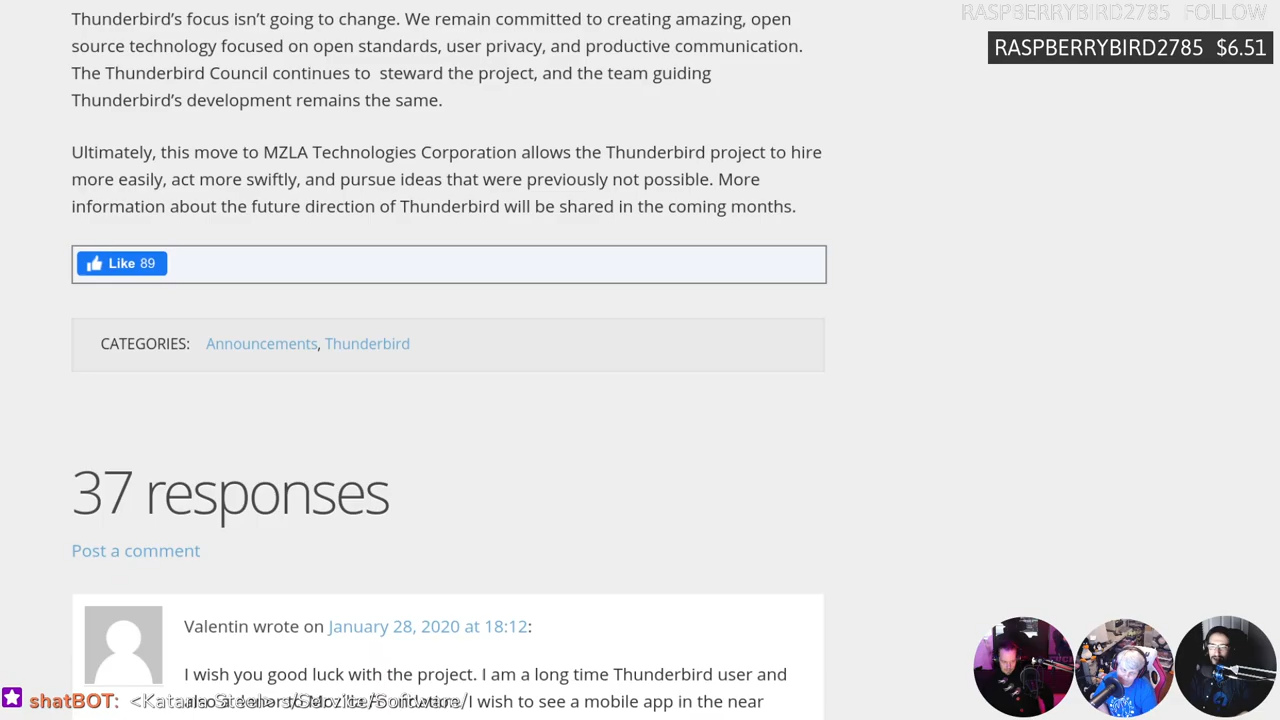 RASPBERRYBIRD2785 FOLLOW
RASPBERRYBIRD2785 $6.51
Thunderbird’s focus isn’t going to change. We remain committed to creating amazing, open
source technology focused on open standards, user privacy, and productive communication.
The Thunderbird Council continues to steward the project, and the team guiding
Thunderbird’s development remains the same.
Ultimately, this move to MZLA Technologies Corporation allows the Thunderbird project to hire
more easily, act more swiftly, and pursue ideas that were previously not possible. More
information about the future direction of Thunderbird will be shared in the coming months.
Like 89
CATEGORIES: Announcements, Thunderbird
37 responses
Post a comment
Valentin wrote on January 28, 2020 at 18:12:
I wish you good luck with the project. I am a long time Thunderbird user and
I wish to see a mobile app in the near
shatBOT: